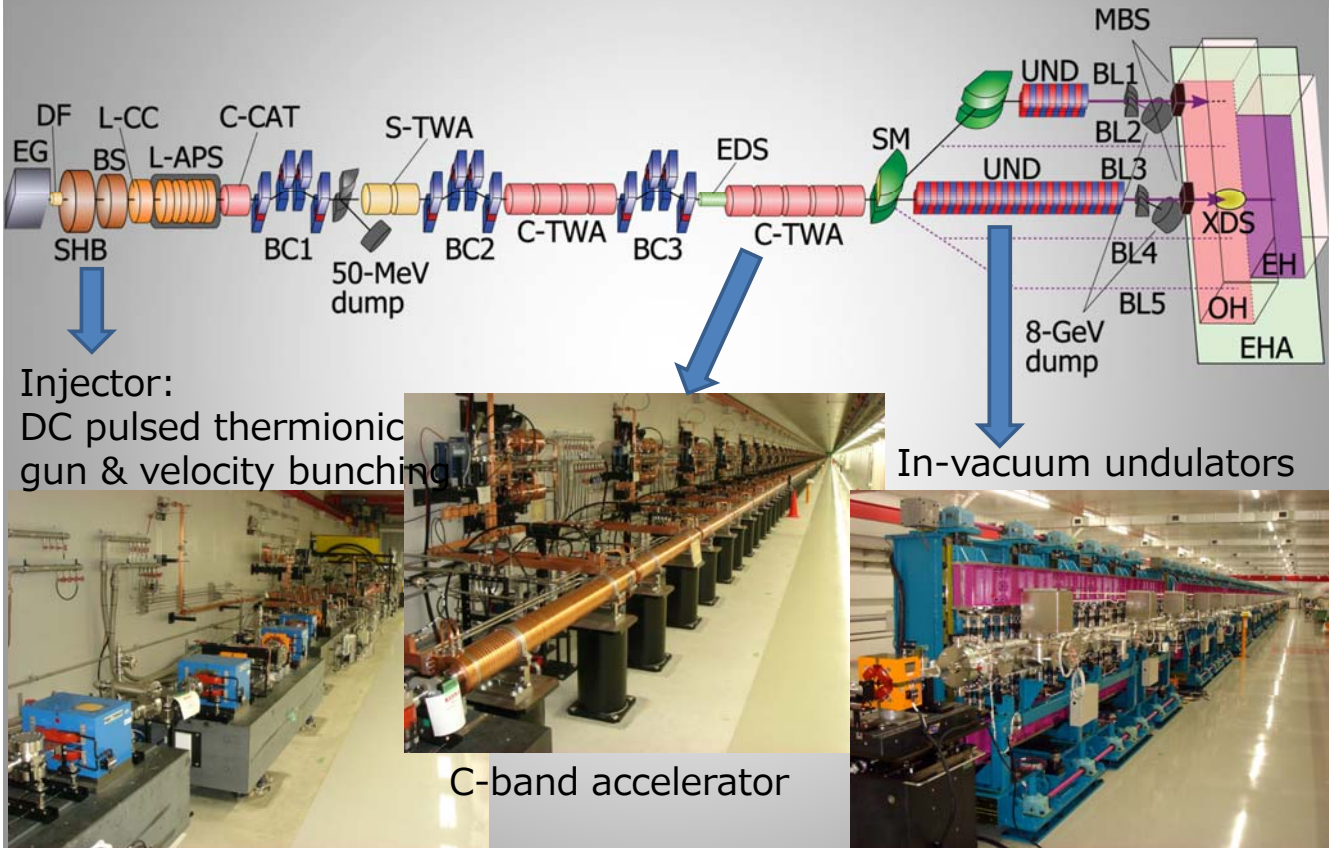 MBS
UND
BL1
DF
L-CC
C-CAT
S-TWA
SM
BL2
EG
BS
L-APS
EDS
UND
BL3
SHB
BC1
BC2
C-TWA
BC3
C-TWA
XDS
50-MeV
dump
BL4
EH
BL5
OH
8-GeV
dump
EHA
Injector:
DC pulsed thermionic
gun & velocity bunching
In-vacuum undulators
C-band accelerator